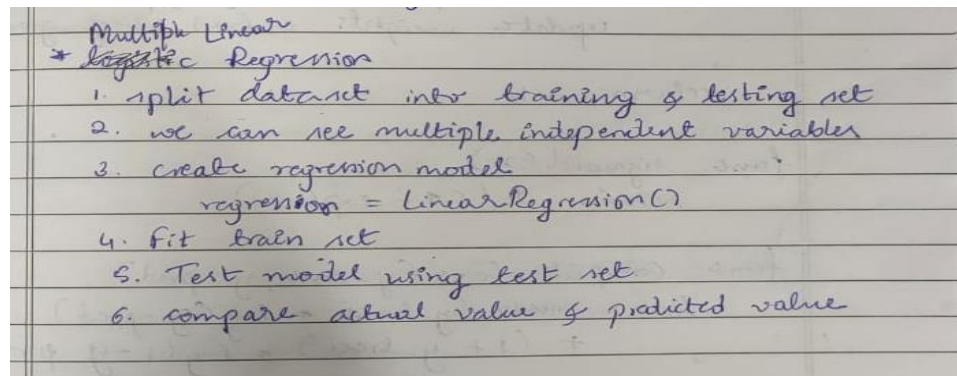 Multiple Linear
* logistic Regression
1. split dataset into training & testing set
2. we can see multiple independent variables
3. create regression model
regression = LinearRegression()
4. Fit train set
5. Test model using test set
6. compare actual value & predicted value